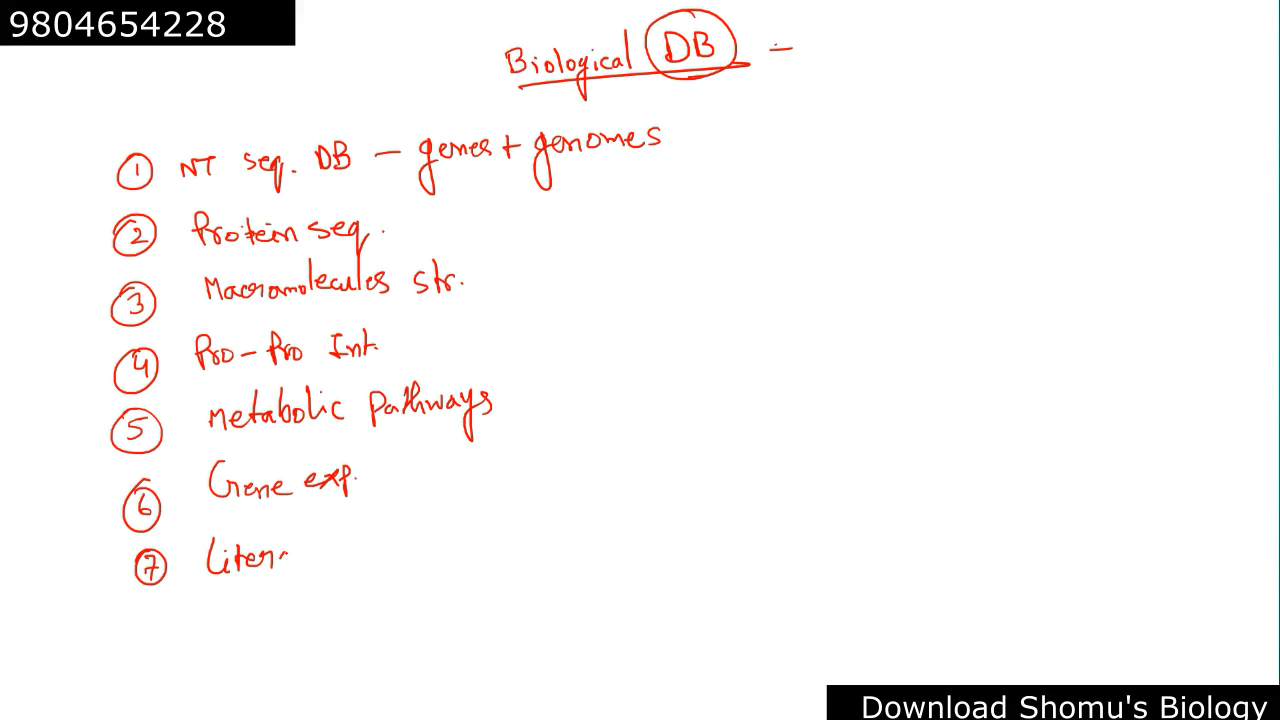 9804654228
Biological DB -
1 NT seq. DB - genes + genomes
2 Protein seq.
3 Macromolecules str.
4 Pro-Pro Int.
5 Metabolic Pathways
6 Gene exp.
7 Liter
Download Shomu's Biology